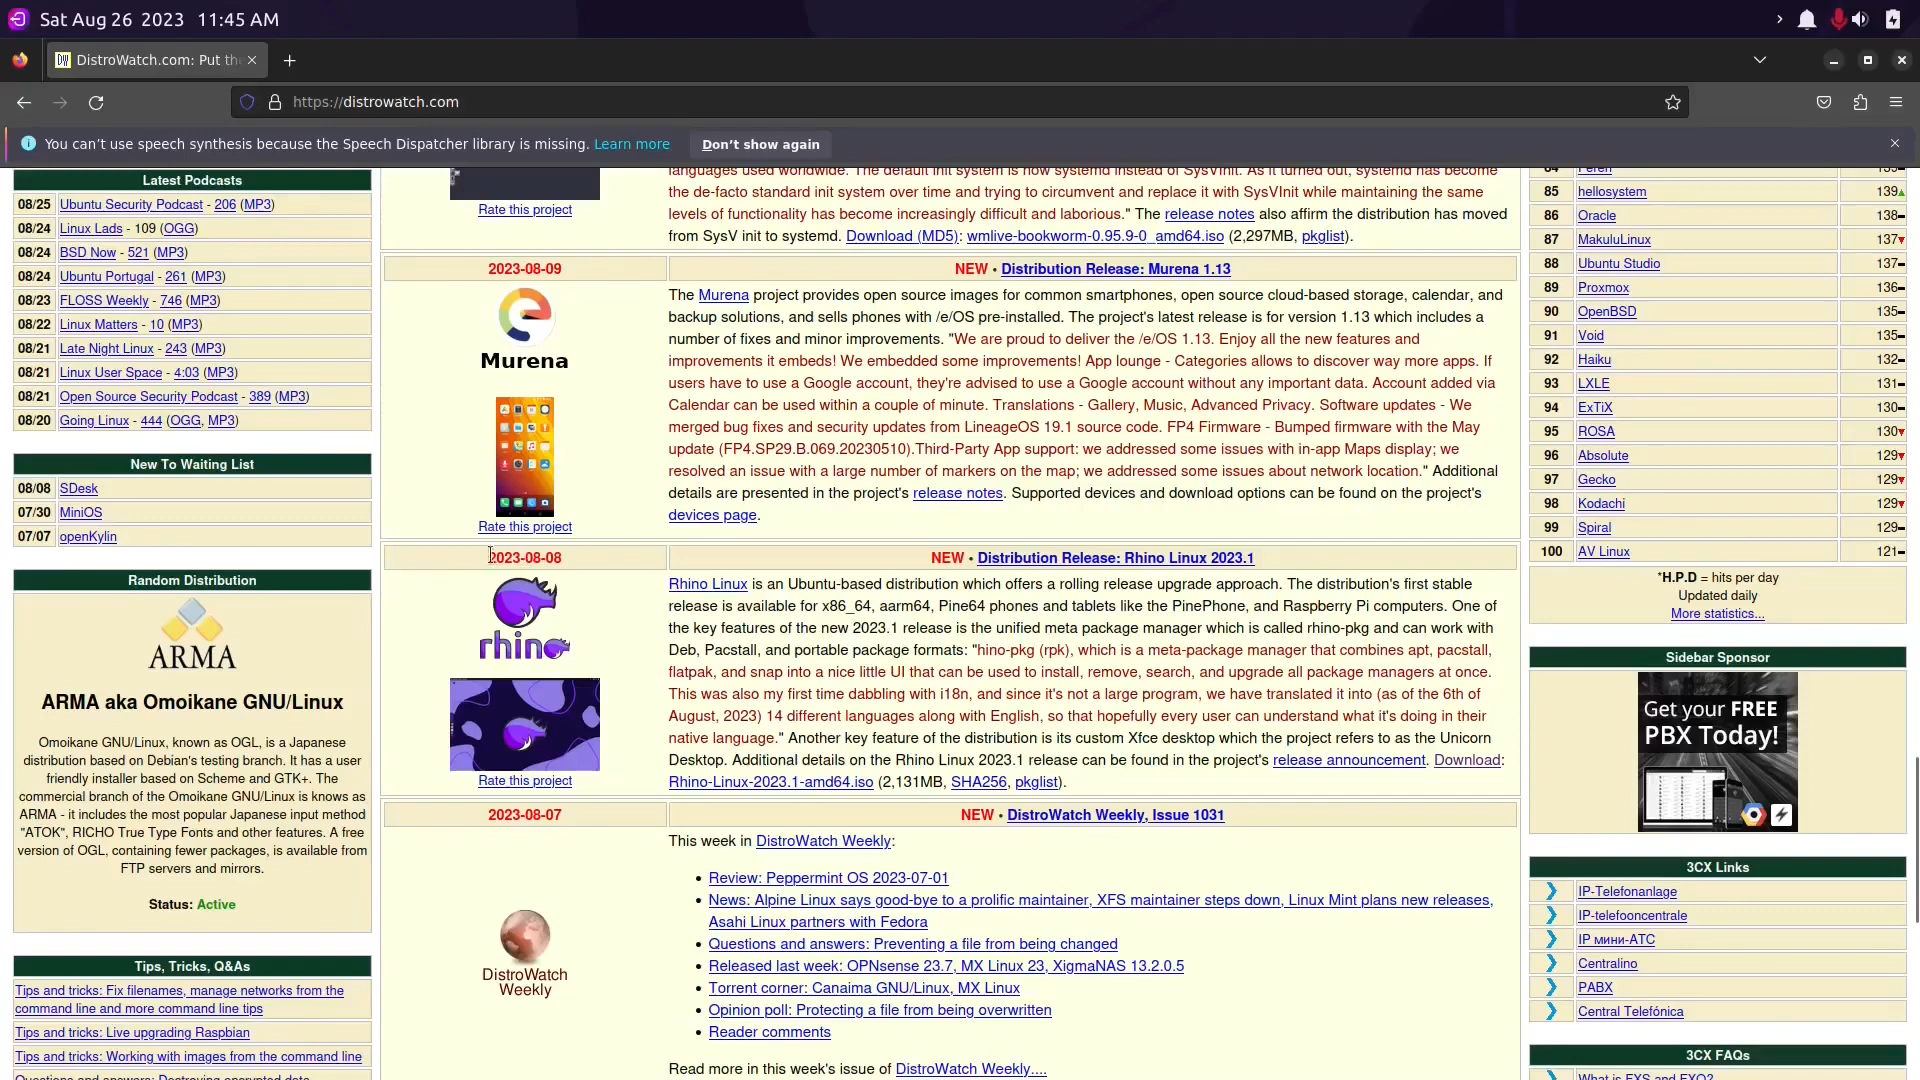 Sat Aug 26 2023 11:45 AM
DistroWatch.com: Put the
https://distrowatch.com
You can't use speech synthesis because the Speech Dispatcher library is missing. Learn more Don't show again
Latest Podcasts
08/25 Ubuntu Security Podcast - 206 (MP3)
08/24 Linux Lads - 109 (OGG)
08/24 BSD Now - 521 (MP3)
08/24 Ubuntu Portugal - 261 (MP3)
08/23 FLOSS Weekly - 746 (MP3)
08/22 Linux Matters - 10 (MP3)
08/21 Late Night Linux - 243 (MP3)
08/21 Linux User Space - 4:03 (MP3)
08/21 Open Source Security Podcast - 389 (MP3)
08/20 Going Linux - 444 (OGG, MP3)
New To Waiting List
08/08 SDesk
07/30 MiniOS
07/07 openKylin
Random Distribution
ARMA
ARMA aka Omoikane GNU/Linux
Omoikane GNU/Linux, known as OGL, is a Japanese
distribution based on Debian's testing branch. It has a user
friendly installer based on Scheme and GTK+. The
commercial branch of the Omoikane GNU/Linux is knows as
ARMA - it includes the most popular Japanese input method
"ATOK", RICHO True Type Fonts and other features. A free
version of OGL, containing fewer packages, is available from
FTP servers and mirrors.
Status: Active
Tips, Tricks, Q&As
Tips and tricks: Fix filenames, manage networks from the
command line and more command line tips
Tips and tricks: Live upgrading Raspbian
Tips and tricks: Working with images from the command line
Questions and answers: Destroying encrypted data
Rate this project
languages used worldwide. The default init system is now systemd instead of SysVinit. As it turned out, systemd has become
the de-facto standard init system over time and trying to circumvent and replace it with SysVinit while maintaining the same
levels of functionality has become increasingly difficult and laborious." The release notes also affirm the distribution has moved
from SysV init to systemd. Download (MD5): wmlive-bookworm-0.95.9-0_amd64.iso (2,297MB, pkglist).
2023-08-09
NEW • Distribution Release: Murena 1.13
Murena
Rate this project
The Murena project provides open source images for common smartphones, open source cloud-based storage, calendar, and
backup solutions, and sells phones with /e/OS pre-installed. The project's latest release is for version 1.13 which includes a
number of fixes and minor improvements. "We are proud to deliver the /e/OS 1.13. Enjoy all the new features and
improvements it embeds! We embedded some improvements! App lounge - Categories allows to discover way more apps. If
users have to use a Google account, they're advised to use a Google account without any important data. Account added via
Calendar can be used within a couple of minute. Translations - Gallery, Music, Advanced Privacy. Software updates - We
merged bug fixes and security updates from LineageOS 19.1 source code. FP4 Firmware - Bumped firmware with the May
update (FP4.SP29.B.069.20230510).Third-Party App support: we addressed some issues with in-app Maps display; we
resolved an issue with a large number of markers on the map; we addressed some issues about network location." Additional
details are presented in the project's release notes. Supported devices and download options can be found on the project's
devices page.
2023-08-08
NEW • Distribution Release: Rhino Linux 2023.1
rhino
Rate this project
Rhino Linux is an Ubuntu-based distribution which offers a rolling release upgrade approach. The distribution's first stable
release is available for x86_64, aarm64, Pine64 phones and tablets like the PinePhone, and Raspberry Pi computers. One of
the key features of the new 2023.1 release is the unified meta package manager which is called rhino-pkg and can work with
Deb, Pacstall, and portable package formats: "hino-pkg (rpk), which is a meta-package manager that combines apt, pacstall,
flatpak, and snap into a nice little UI that can be used to install, remove, search, and upgrade all package managers at once.
This was also my first time dabbling with i18n, and since it's not a large program, we have translated it into (as of the 6th of
August, 2023) 14 different languages along with English, so that hopefully every user can understand what it's doing in their
native language." Another key feature of the distribution is its custom Xfce desktop which the project refers to as the Unicorn
Desktop. Additional details on the Rhino Linux 2023.1 release can be found in the project's release announcement. Download:
Rhino-Linux-2023.1-amd64.iso (2,131MB, SHA256, pkglist).
2023-08-07
NEW • DistroWatch Weekly, Issue 1031
DistroWatch
Weekly
This week in DistroWatch Weekly:
• Review: Peppermint OS 2023-07-01
• News: Alpine Linux says good-bye to a prolific maintainer, XFS maintainer steps down, Linux Mint plans new releases,
Asahi Linux partners with Fedora
• Questions and answers: Preventing a file from being changed
• Released last week: OPNsense 23.7, MX Linux 23, XigmaNAS 13.2.0.5
• Torrent corner: Canaima GNU/Linux, MX Linux
• Opinion poll: Protecting a file from being overwritten
• Reader comments
Read more in this week's issue of DistroWatch Weekly....
84 Feren 139
85 hellosystem 139
86 Oracle 138
87 MakuluLinux 137
88 Ubuntu Studio 137
89 Proxmox 136
90 OpenBSD 135
91 Void 135
92 Haiku 132
93 LXLE 131
94 ExTiX 130
95 ROSA 130
96 Absolute 129
97 Gecko 129
98 Kodachi 129
99 Spiral 129
100 AV Linux 121
*H.P.D = hits per day
Updated daily
More statistics...
Sidebar Sponsor
Get your FREE
PBX Today!
3CX Links
IP-Telefonanlage
IP-telefooncentrale
IP мини-АТС
Centralino
PABX
Central Telefónica
3CX FAQs
What is FXS and FXO?